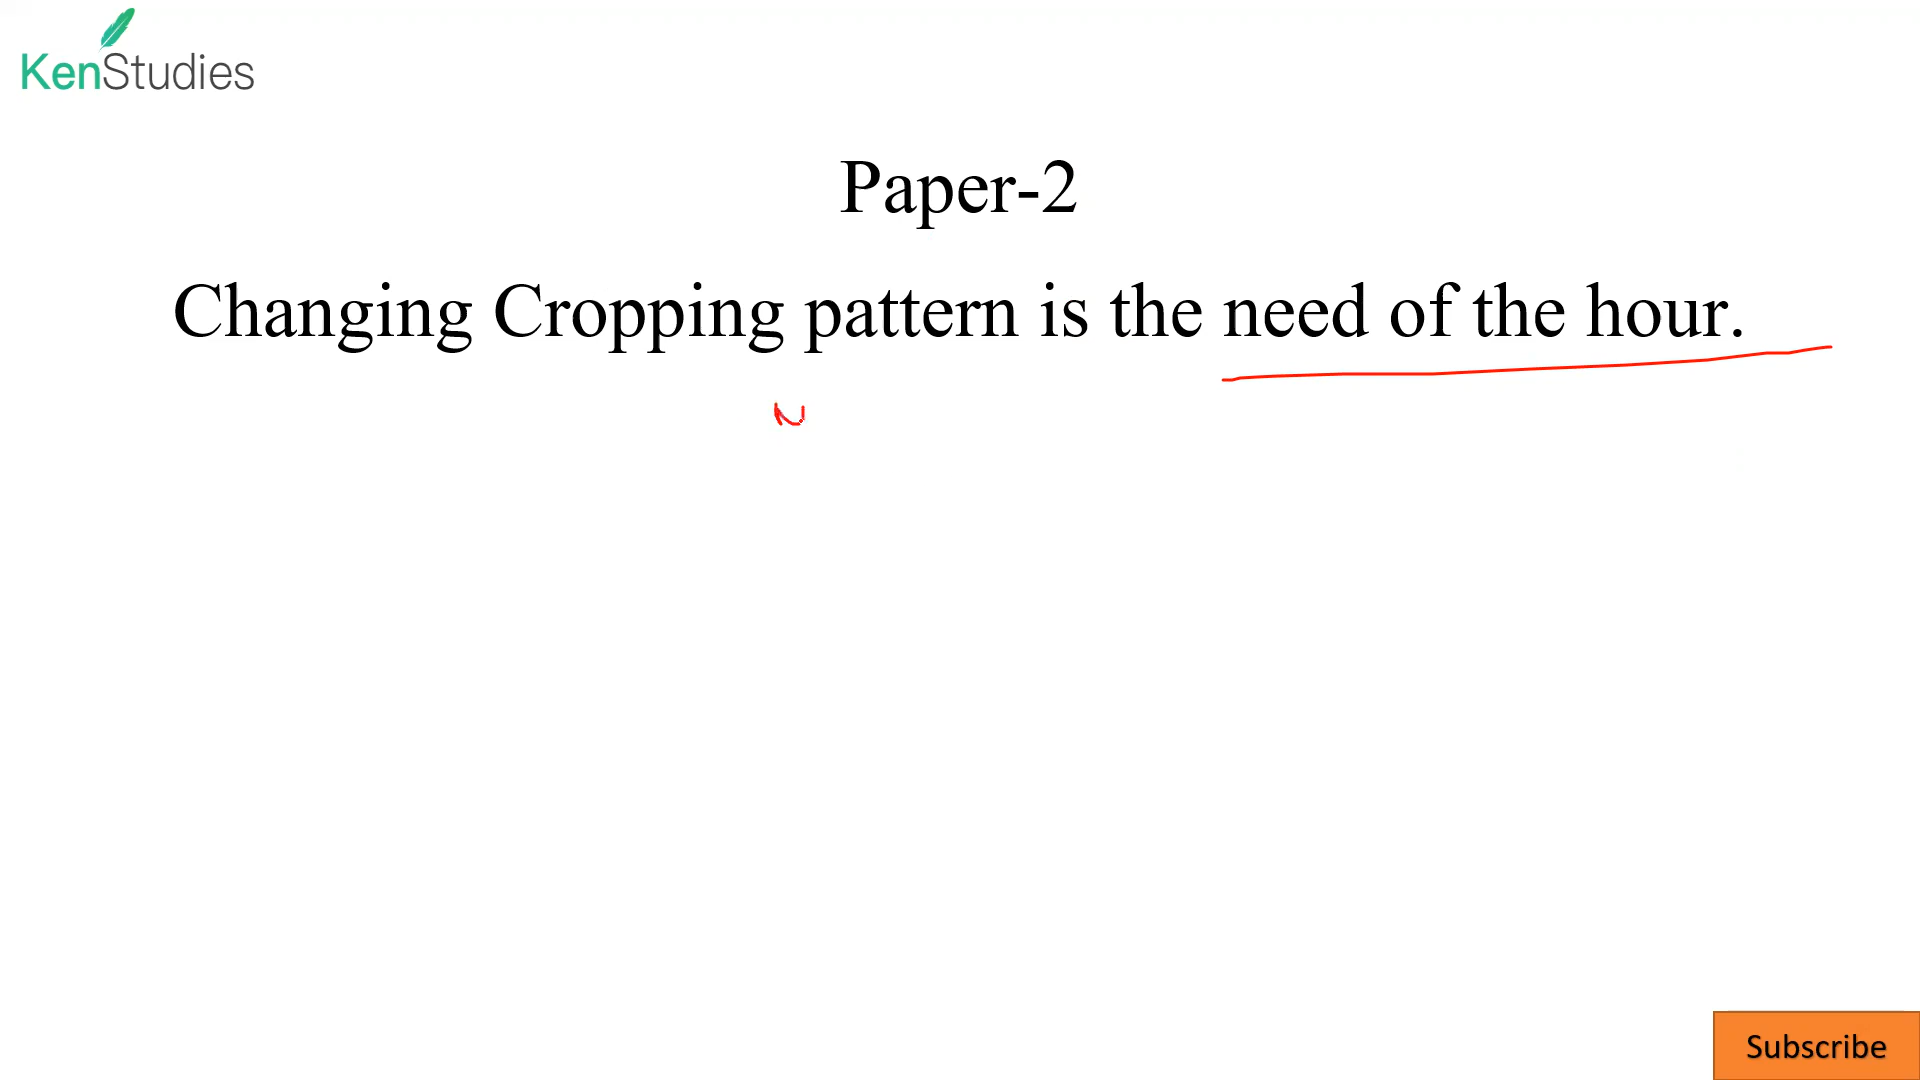 KenStudies
Paper-2
Changing Cropping pattern is the need of the hour.
Subscribe